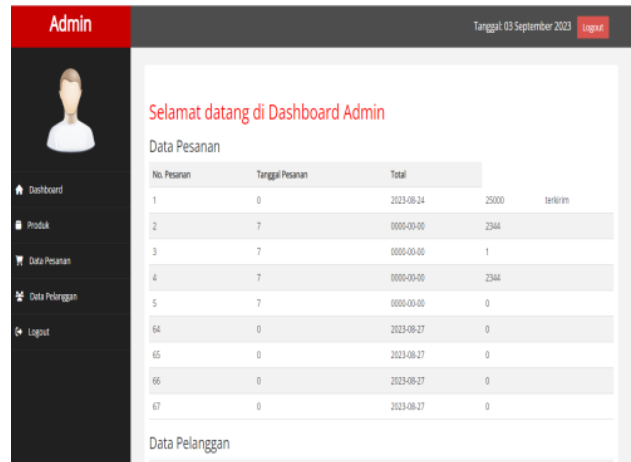 Admin
Tanggal: 03 September 2023 Logout
Dashboard
Produk
Data Pesanan
Data Pelanggan
Logout
Selamat datang di Dashboard Admin
Data Pesanan
No. Pesanan Tanggal Pesanan Total
1 0 2023-08-24 25000 terkirim
2 7 0000-00-00 2344
3 7 0000-00-00 1
4 7 0000-00-00 2344
5 7 0000-00-00 0
64 0 2023-08-27 0
65 0 2023-08-27 0
66 0 2023-08-27 0
67 0 2023-08-27 0
Data Pelanggan